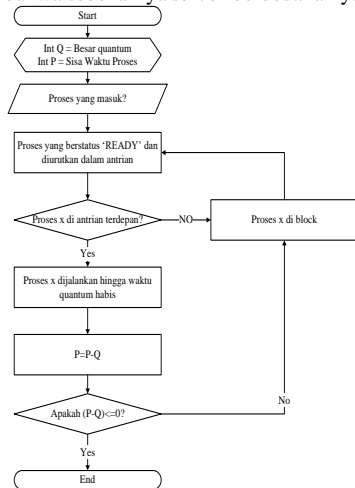 Start
Int Q = Besar quantum
Int P = Sisa Waktu Proses
Proses yang masuk?
Proses yang berstatus ‘READY’ dan
diurutkan dalam antrian
Proses x di antrian terdepan?
NO
Proses x di block
Yes
Proses x dijalankan hingga waktu
quantum habis
P=P-Q
No
Apakah (P-Q)<=0?
Yes
End